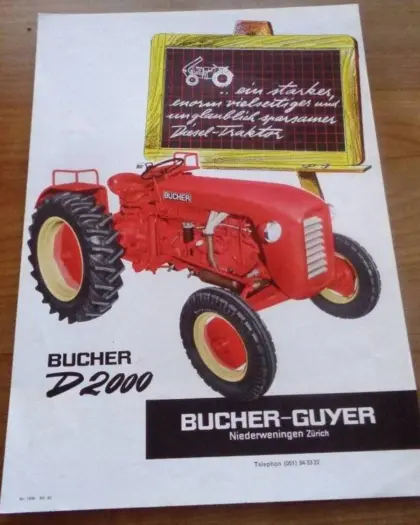 .. ein starker,
enorm vielseitiger und
unglaublich sparsamer
Diesel-Traktor
BUCHER
BUCHER
D2000
BUCHER-GUYER
Niederweningen Zürich
Telephon (051) 94 33 22